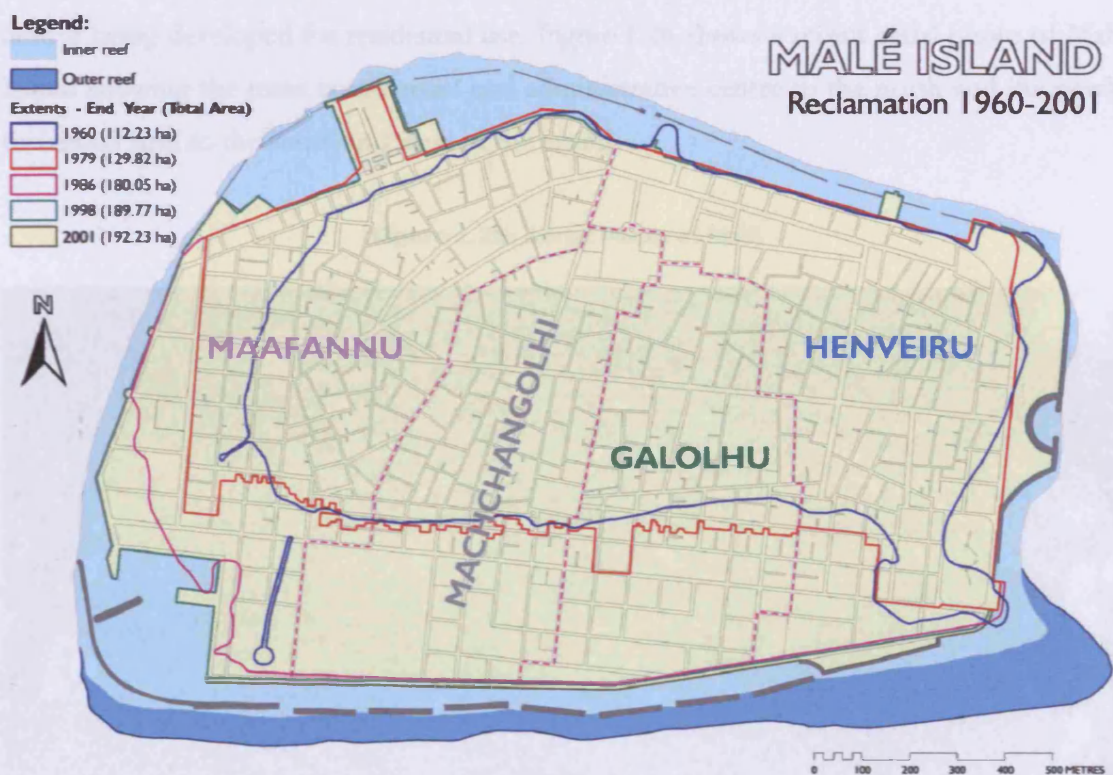 Legend:
Inner reef
Outer reef
Extents - End Year (Total Area)
1960 (112.23 ha)
1979 (129.82 ha)
1986 (180.05 ha)
1998 (189.77 ha)
2001 (192.23 ha)
MALÉ ISLAND
Reclamation 1960-2001
N
MAAFANNU
MACHCHANGOLHI
HENVEIRU
GALOLHU
0 100 200 300 400 500 METRES